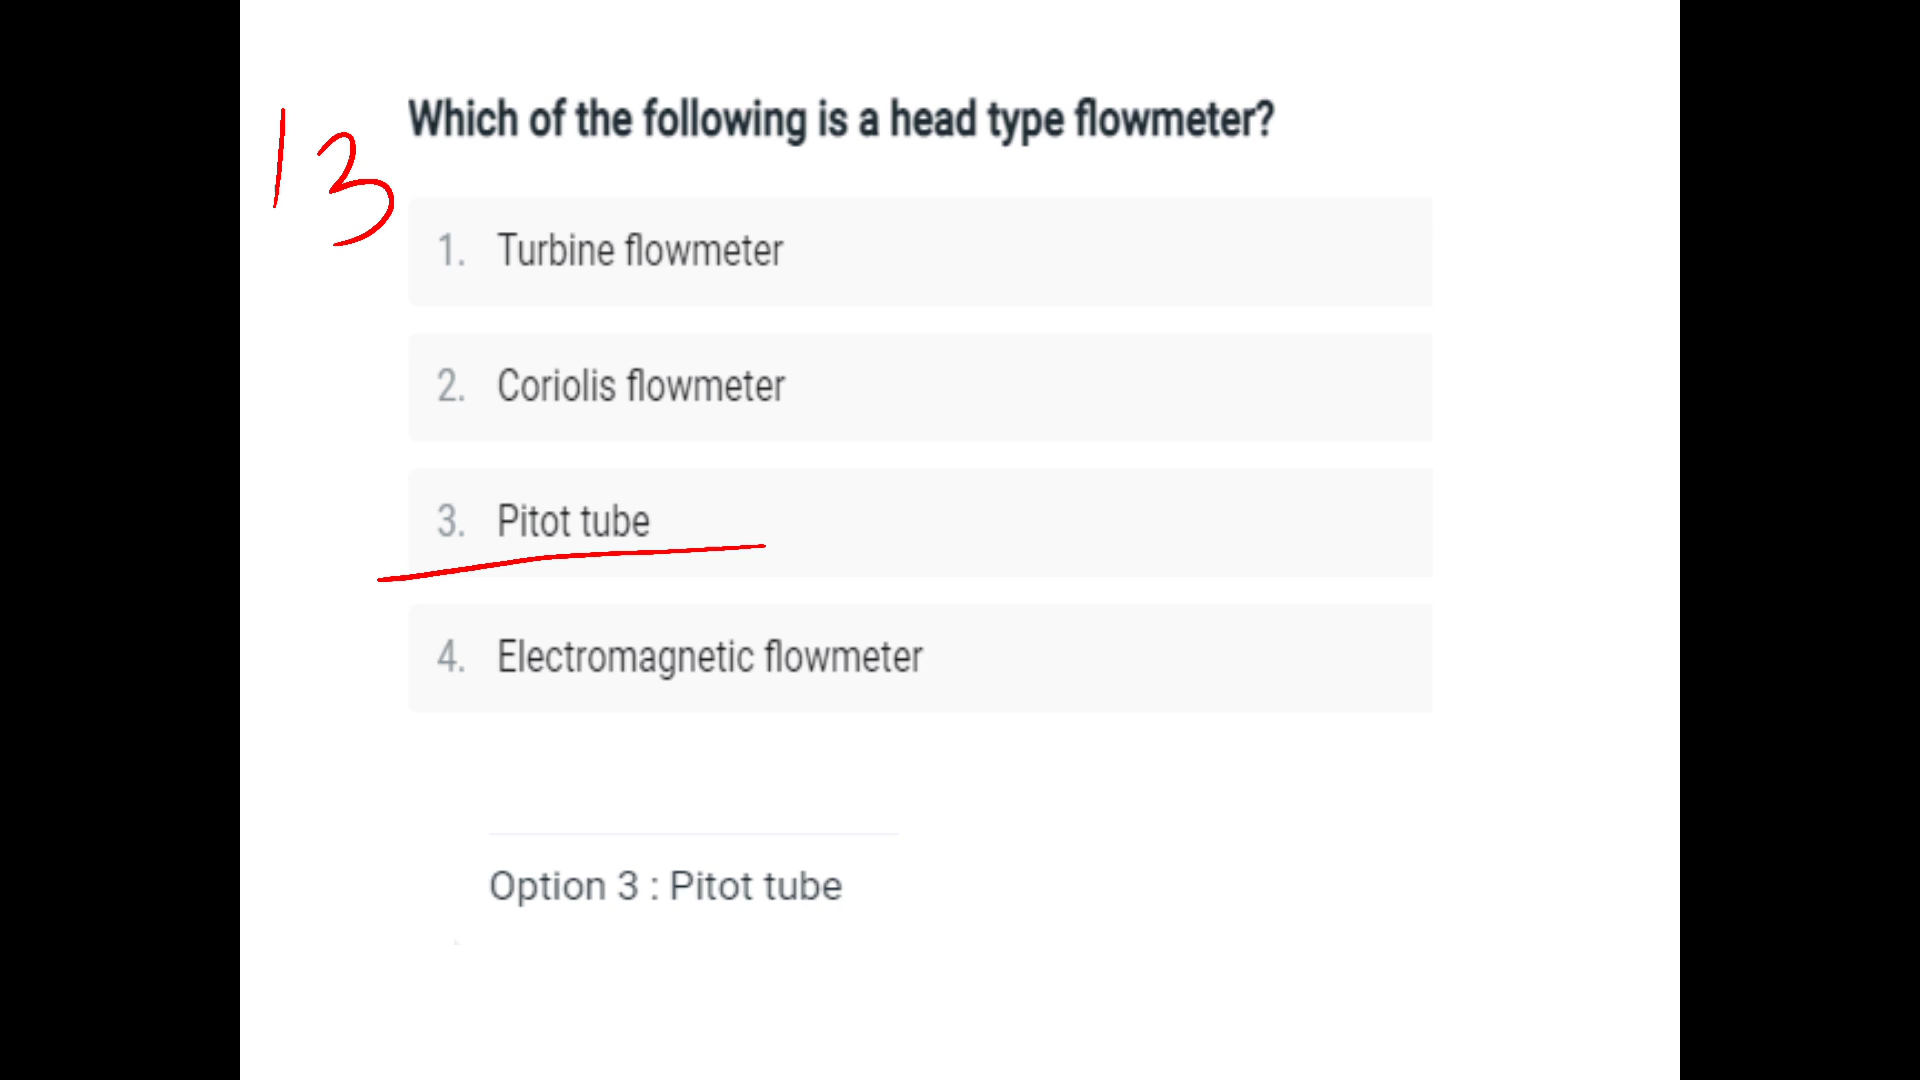 13
Which of the following is a head type flowmeter?
1. Turbine flowmeter
2. Coriolis flowmeter
3. Pitot tube
4. Electromagnetic flowmeter
Option 3 : Pitot tube